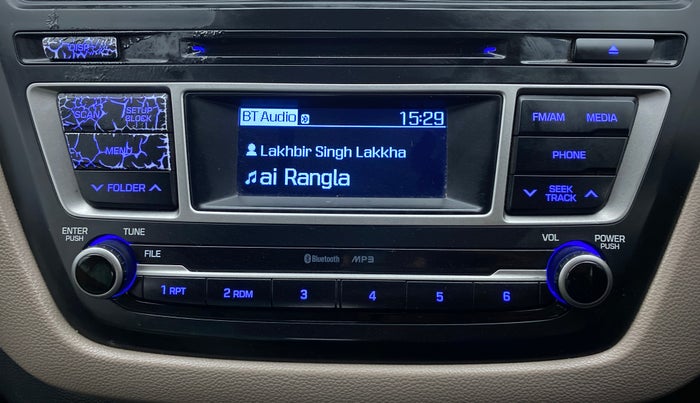 DISP
BT Audio 15:29
Lakhbir Singh Lakkha
ai Rangla
SCAN SETUP CLOCK
MENU
FOLDER
FM/AM MEDIA
PHONE
SEEK TRACK
ENTER PUSH TUNE
FILE
VOL POWER PUSH
Bluetooth MP3
1 RPT 2 RDM 3 4 5 6